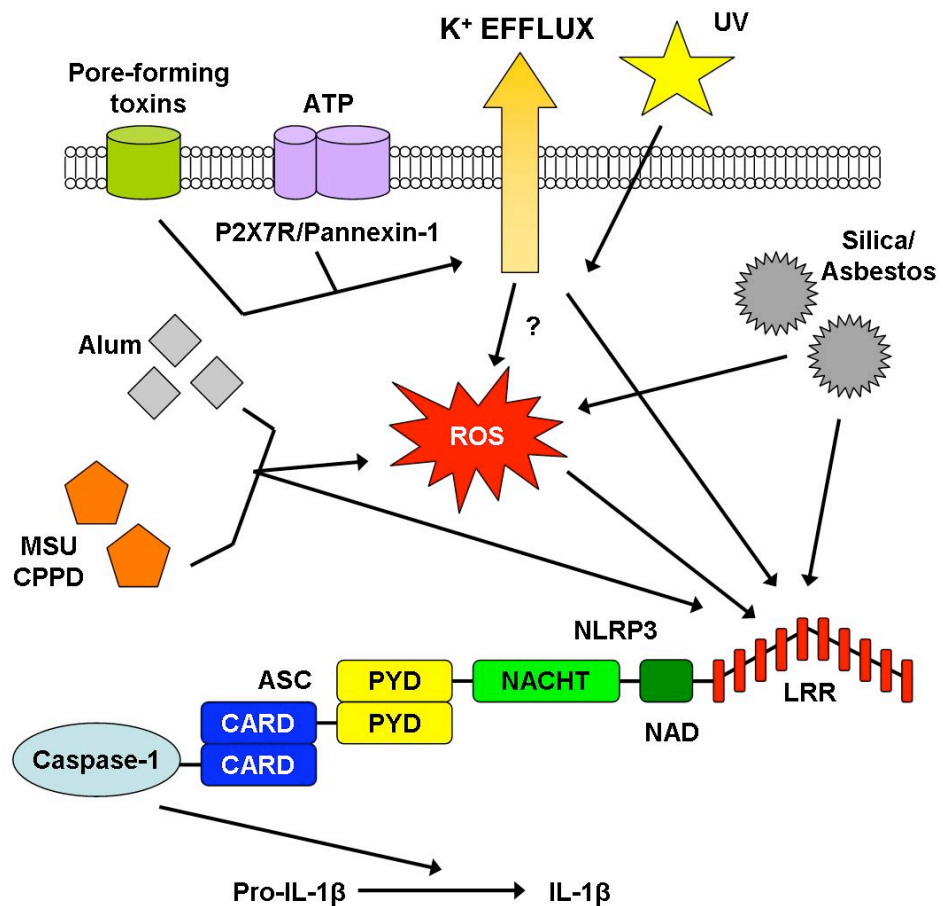 K+ EFFLUX
UV
Pore-forming
toxins
ATP
P2X7R/Pannexin-1
Silica/
Asbestos
?
Alum
ROS
MSU
CPPD
NLRP3
ASC
PYD
NACHT
LRR
CARD
PYD
NAD
Caspase-1
CARD
Pro-IL-1β
IL-1β